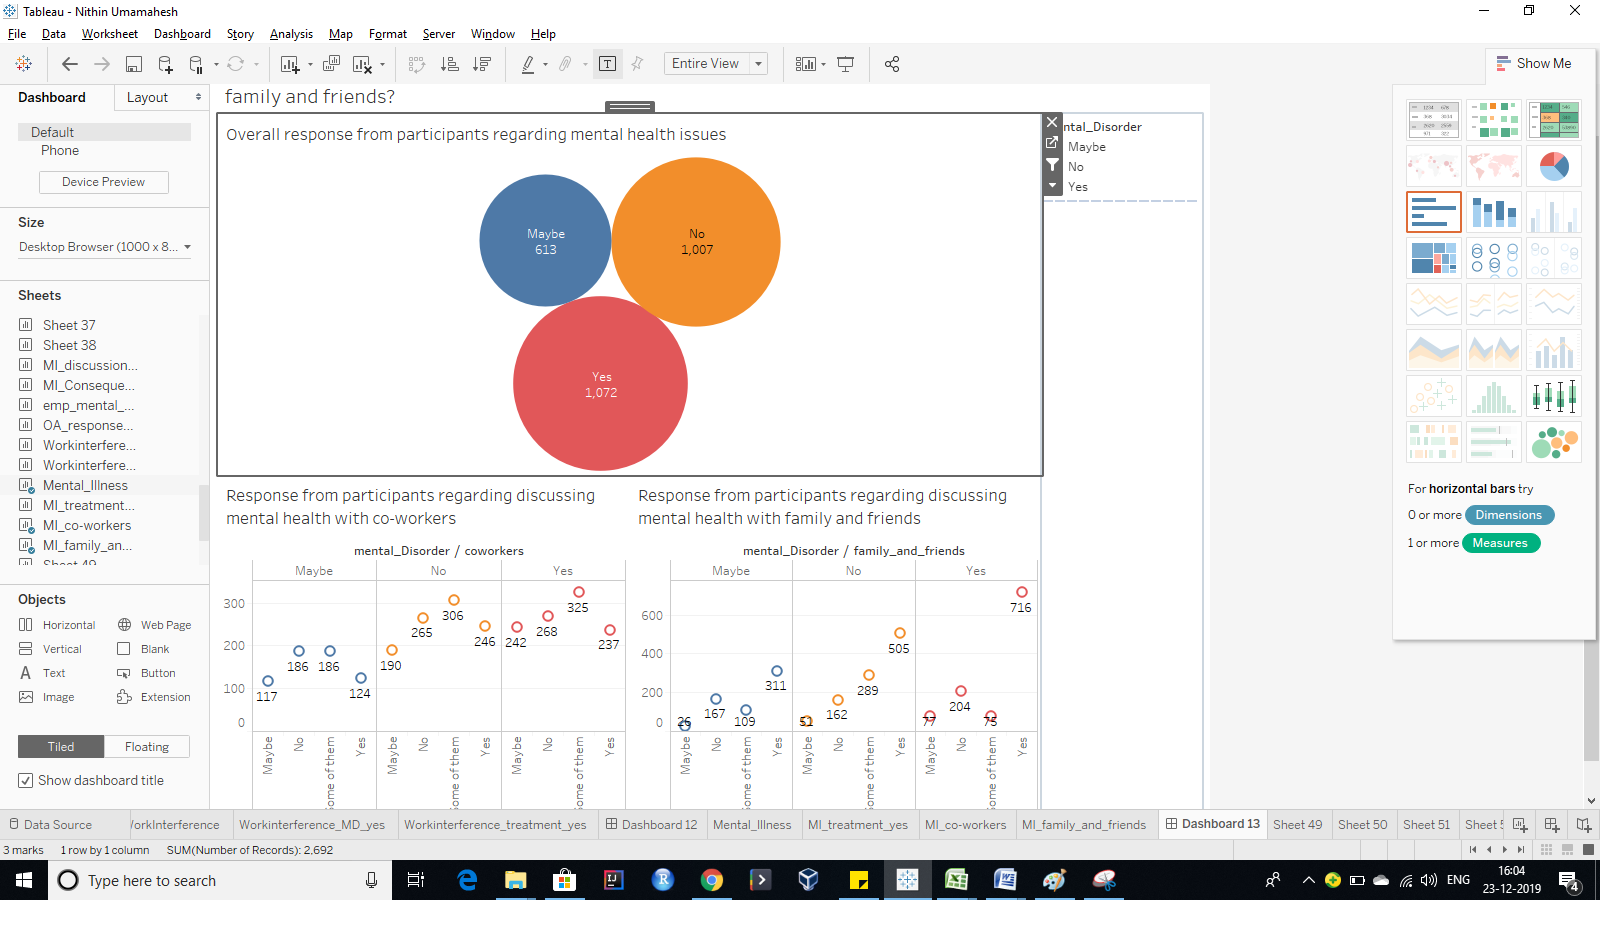 Tableau - Nithin Umamahesh
File Data Worksheet Dashboard Story Analysis Map Format Server Window Help
Entire View
Show Me
Dashboard Layout
Default
Phone
Device Preview
Size
Desktop Browser (1000 x 8...
Sheets
Sheet 37
Sheet 38
MI_discussion...
MI_Conseque...
emp_mental_...
OA_response...
Workinterfere...
Workinterfere...
Mental_Illness
MI_treatment...
MI_co-workers
MI_family_an...
Sheet 49
Objects
Horizontal Web Page
Vertical Blank
Text Button
Image Extension
Tiled Floating
Show dashboard title
family and friends?
Overall response from participants regarding mental health issues
Maybe
613
No
1,007
Yes
1,072
ntal_Disorder
Maybe
No
Yes
Response from participants regarding discussing
mental health with co-workers
mental_Disorder / coworkers
Maybe No Yes
300
200
100
0
117 186 186 124
190 265 306 246
242 268 325 237
Maybe No ome of them Yes Maybe No ome of them Yes Maybe No ome of them Yes
Response from participants regarding discussing
mental health with family and friends
mental_Disorder / family_and_friends
Maybe No Yes
600
400
200
0
26 167 109 311
51 162 289 505
77 204 75 716
Maybe No ome of them Yes Maybe No ome of them Yes Maybe No ome of them Yes
For horizontal bars try
0 or more Dimensions
1 or more Measures
Data Source orkInterference Workinterference_MD_yes Workinterference_treatment_yes Dashboard 12 Mental_Illness MI_treatment_yes MI_co-workers MI_family_and_friends Dashboard 13 Sheet 49 Sheet 50 Sheet 51 Sheet
3 marks 1 row by 1 column SUM(Number of Records): 2,692
Type here to search
ENG
16:04
23-12-2019
4